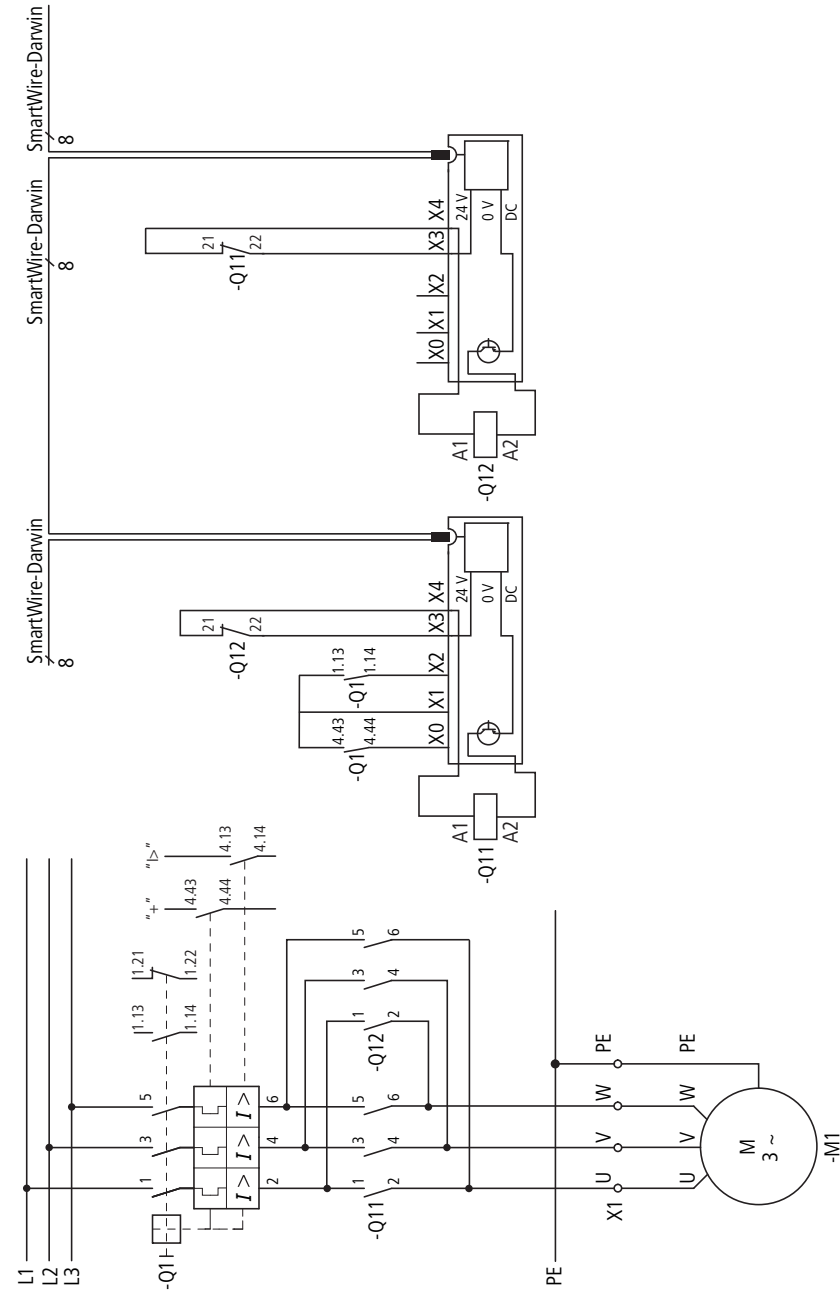 L1
L2
L3
-Q1
1
3
5
1.13
1.14
1.21
1.22
"+"
4.43
4.44
"I>"
4.13
4.14
I >
I >
I >
2
4
6
-Q11
1
2
3
4
5
6
-Q12
1
2
3
4
5
6
PE
X1
U
V
W
PE
U
V
W
PE
M
3 ~
-M1
SmartWire-Darwin
8
-Q12
21
22
-Q1
4.43
4.44
-Q1
1.13
1.14
X0
X1
X2
X3
X4
24 V
0 V
DC
A1
A2
-Q11
SmartWire-Darwin
8
-Q11
21
22
X0
X1
X2
X3
X4
24 V
0 V
DC
A1
A2
-Q12
SmartWire-Darwin
8